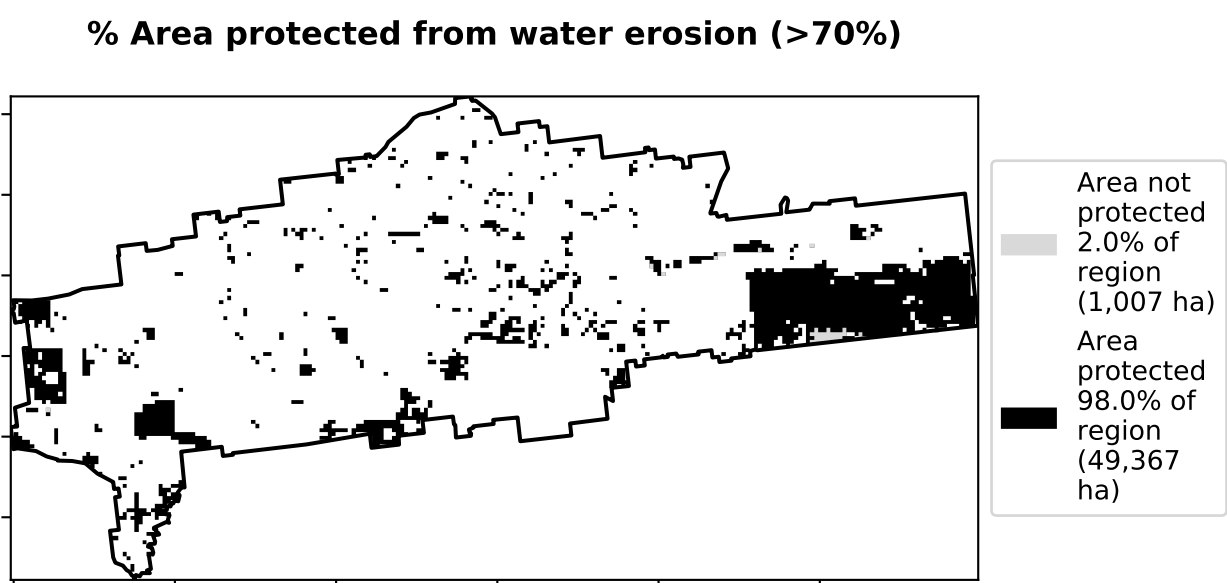 % Area protected from water erosion (>70%)
Area not
protected
2.0% of
region
(1,007 ha)
Area
protected
98.0% of
region
(49,367
ha)